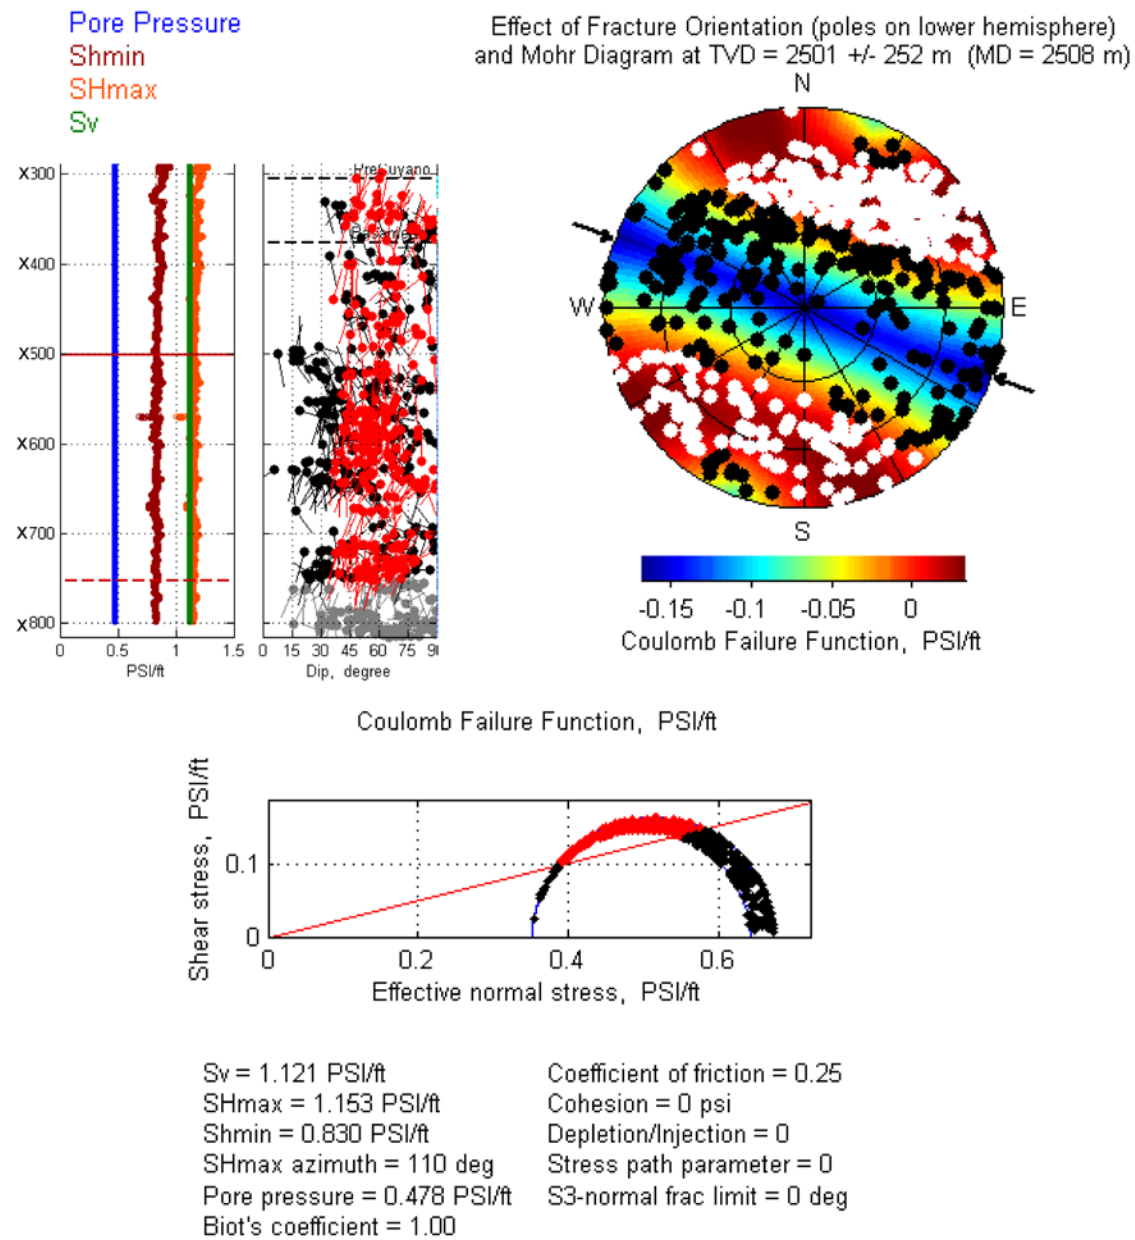 Pore Pressure
Shmin
SHmax
Sv
Effect of Fracture Orientation (poles on lower hemisphere)
and Mohr Diagram at TVD = 2501 +/- 252 m (MD = 2508 m)
N
W
E
S
X300
X400
X500
X600
X700
X800
0 0.5 1 1.5
PSI/ft
PreCuyano
0 15 30 45 60 75 90
Dip, degree
-0.15 -0.1 -0.05 0
Coulomb Failure Function, PSI/ft
Coulomb Failure Function, PSI/ft
Shear stress, PSI/ft
0.1
0
0 0.2 0.4 0.6
Effective normal stress, PSI/ft
Sv = 1.121 PSI/ft
SHmax = 1.153 PSI/ft
Shmin = 0.830 PSI/ft
SHmax azimuth = 110 deg
Pore pressure = 0.478 PSI/ft
Biot's coefficient = 1.00
Coefficient of friction = 0.25
Cohesion = 0 psi
Depletion/Injection = 0
Stress path parameter = 0
S3-normal frac limit = 0 deg